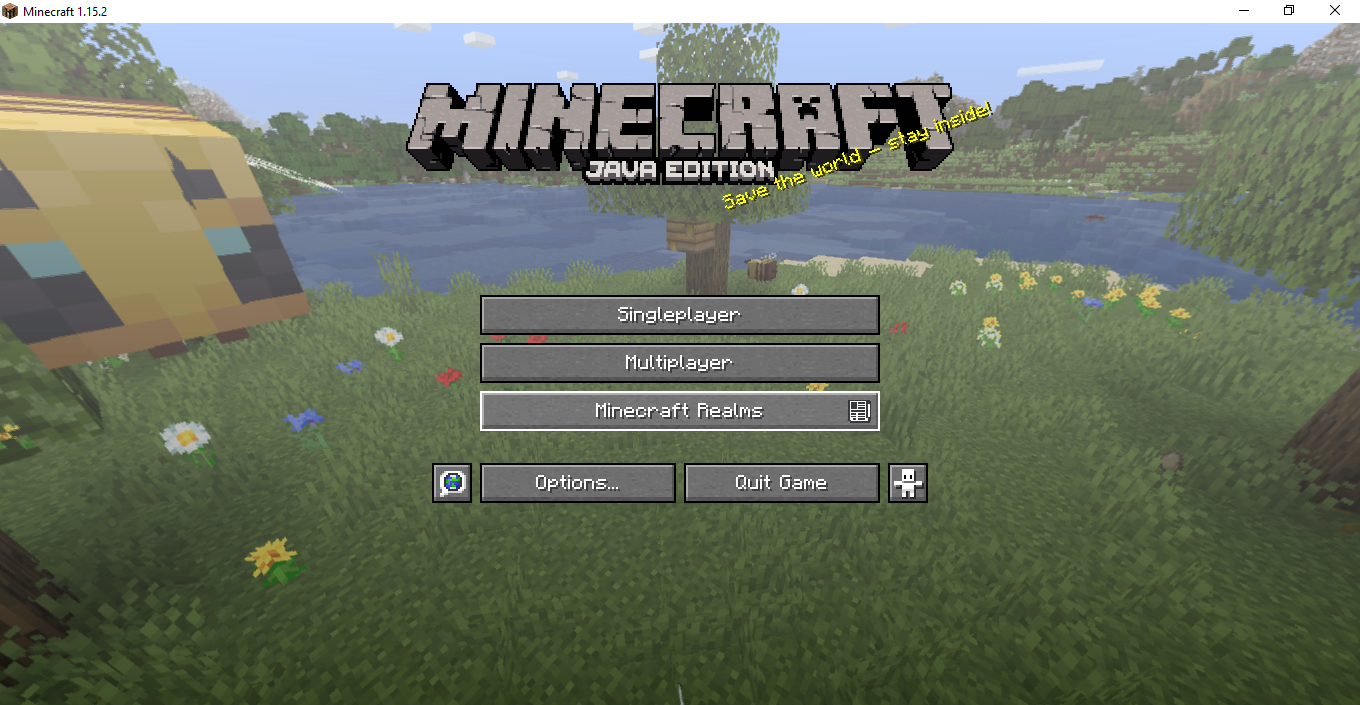 Minecraft 1.15.2
MINECRAFT
JAVA EDITION
Save the world - stay inside!
Singleplayer
Multiplayer
Minecraft Realms
Options...
Quit Game